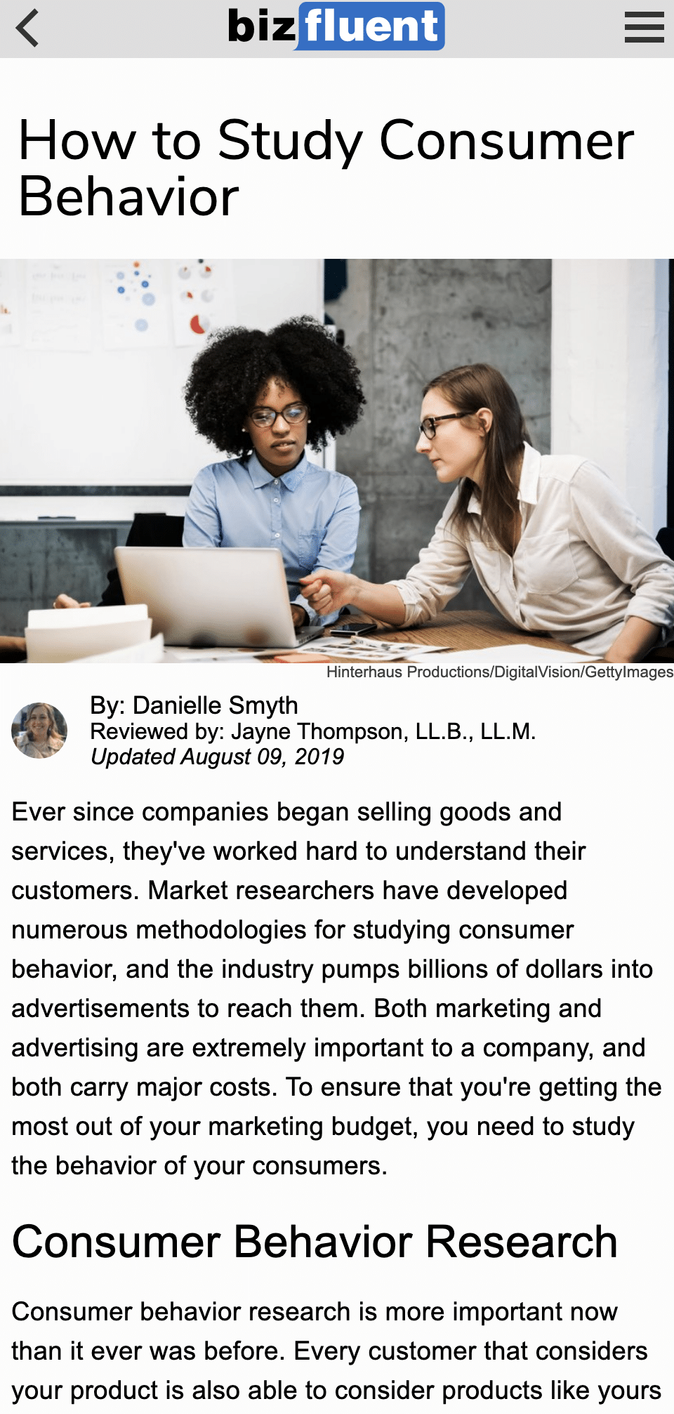 bizfluent
How to Study Consumer
Behavior
Hinterhaus Productions/DigitalVision/GettyImages
By: Danielle Smyth
Reviewed by: Jayne Thompson, LL.B., LL.M.
Updated August 09, 2019
Ever since companies began selling goods and
services, they've worked hard to understand their
customers. Market researchers have developed
numerous methodologies for studying consumer
behavior, and the industry pumps billions of dollars into
advertisements to reach them. Both marketing and
advertising are extremely important to a company, and
both carry major costs. To ensure that you're getting the
most out of your marketing budget, you need to study
the behavior of your consumers.
Consumer Behavior Research
Consumer behavior research is more important now
than it ever was before. Every customer that considers
your product is also able to consider products like yours